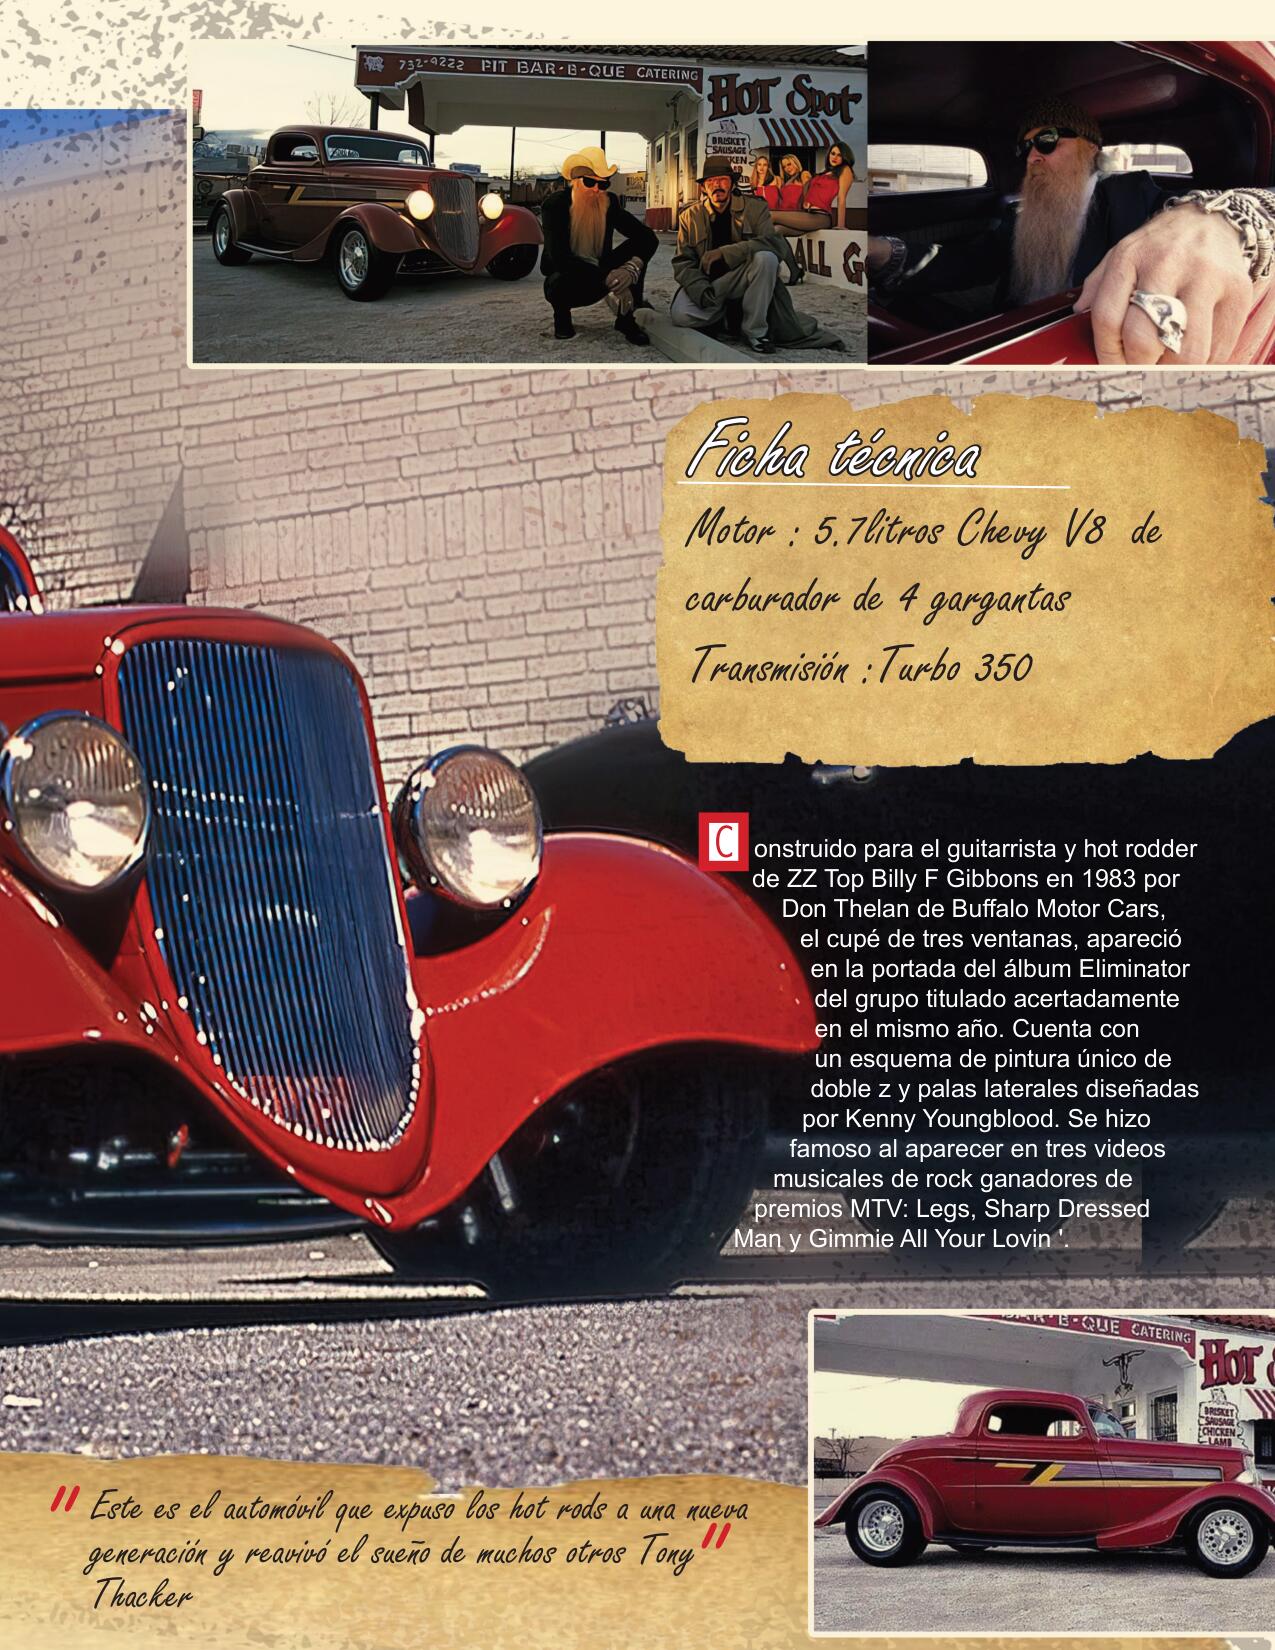 732-9222 PIT BAR-B-QUE CATERING
HOT Spot
BRISKET
SAUSAGE
CHICKEN
LAMB
ALL G
Ficha técnica
Motor : 5.7litros Chevy V8 de
carburador de 4 gargantas
Transmisión :Turbo 350
Construido para el guitarrista y hot rodder
de ZZ Top Billy F Gibbons en 1983 por
Don Thelan de Buffalo Motor Cars,
el cupé de tres ventanas, apareció
en la portada del álbum Eliminator
del grupo titulado acertadamente
en el mismo año. Cuenta con
un esquema de pintura único de
doble z y palas laterales diseñadas
por Kenny Youngblood. Se hizo
famoso al aparecer en tres videos
musicales de rock ganadores de
premios MTV: Legs, Sharp Dressed
Man y Gimmie All Your Lovin '.
BAR-B-QUE CATERING
HOT
BRISKET
SAUSAGE
CHICKEN
LAMB
" Este es el automóvil que expuso los hot rods a una nueva
generación y reavivó el sueño de muchos otros Tony "
Thacker